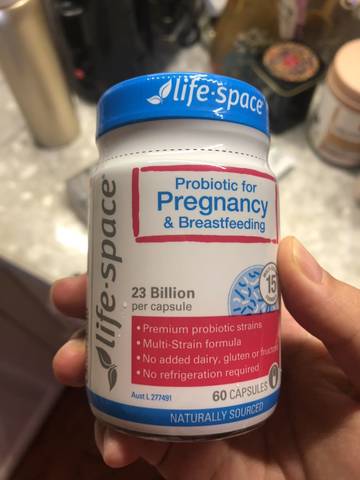 life·space
Probiotic for
Pregnancy
& Breastfeeding
life·space
23 Billion
per capsule
15
• Premium probiotic strains
• Multi-Strain formula
• No added dairy, gluten or fructose
• No refrigeration required
Aust L 277491
60 CAPSULES
NATURALLY SOURCED